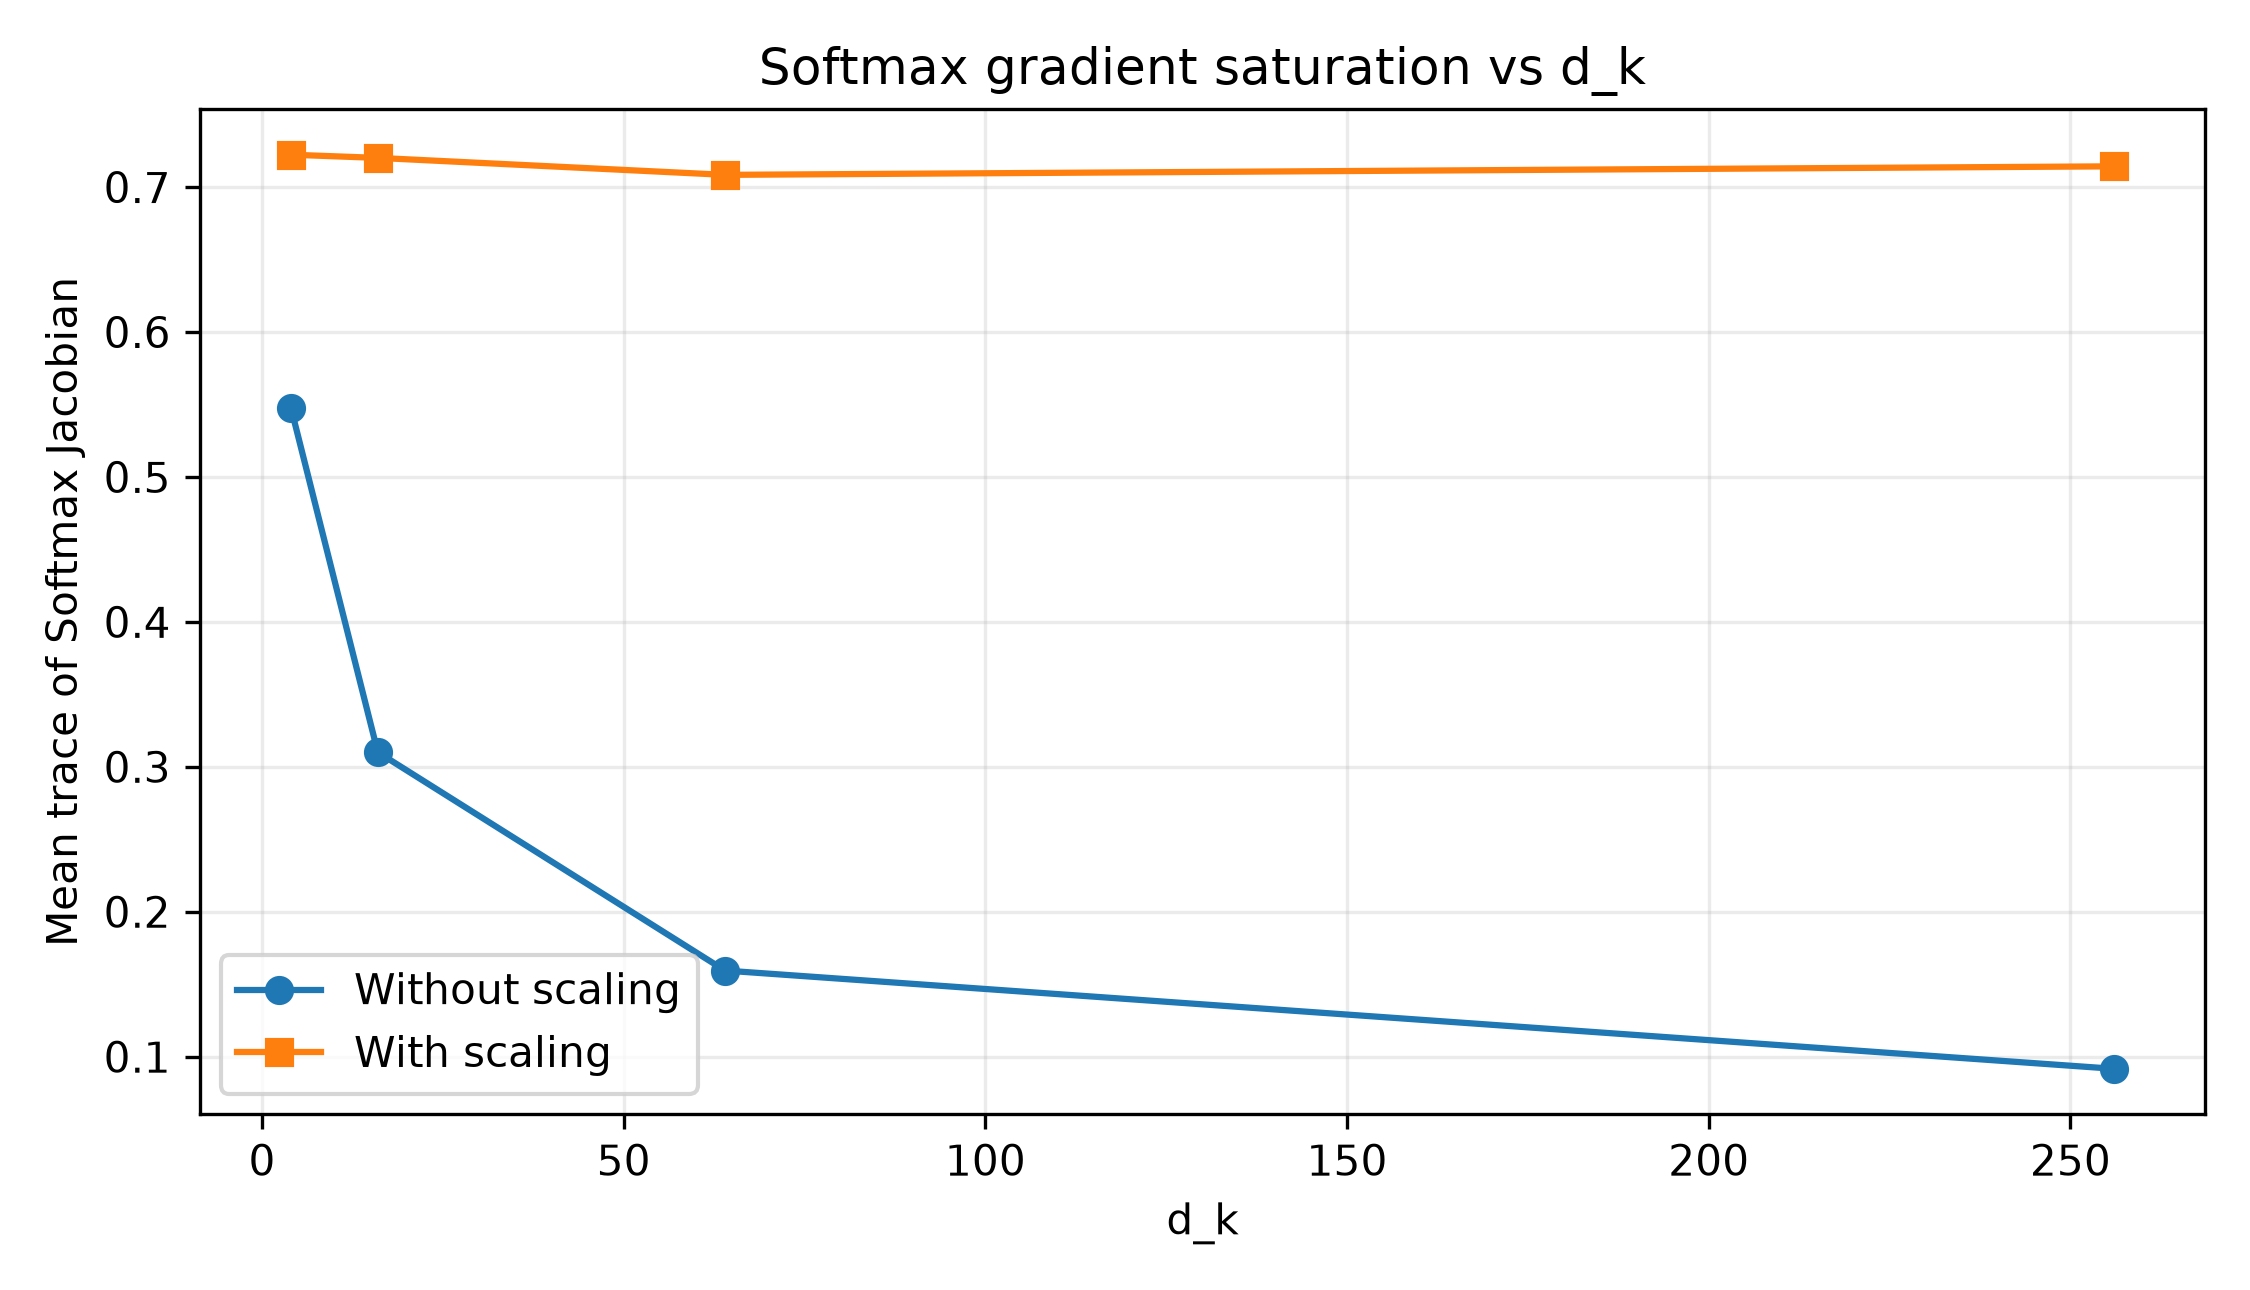 Softmax gradient saturation vs d_k
Mean trace of Softmax Jacobian
0.7
0.6
0.5
0.4
0.3
0.2
0.1
Without scaling
With scaling
0 50 100 150 200 250
d_k